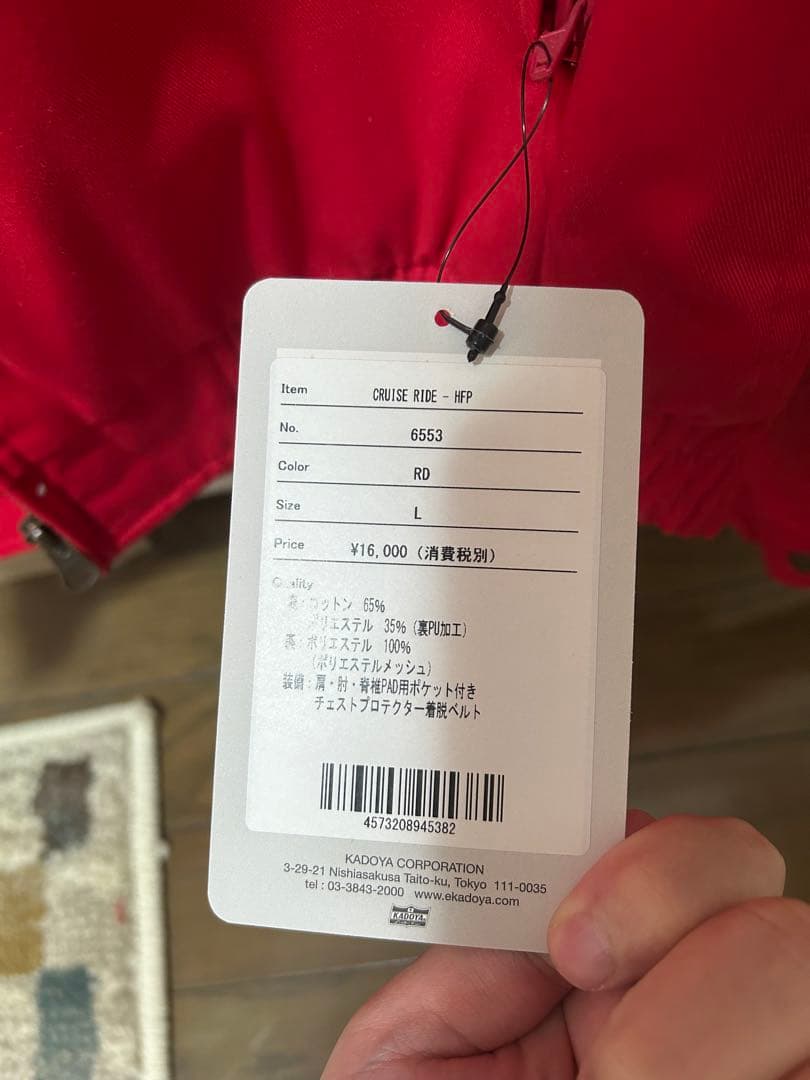 Item CRUISE RIDE - HFP
No. 6553
Color RD
Size L
Price ¥16,000 (消費税別)
Quality
表:コットン 65%
ポリエステル 35% (裏PU加工)
裏:ポリエステル 100%
(ポリエステルメッシュ)
装備:肩・肘・脊椎PAD用ポケット付き
チェストプロテクター着脱ベルト
4573208945382
KADOYA CORPORATION
3-29-21 Nishiasakusa Taito-ku, Tokyo 111-0035
tel : 03-3843-2000 www.ekadoya.com
KADOYA